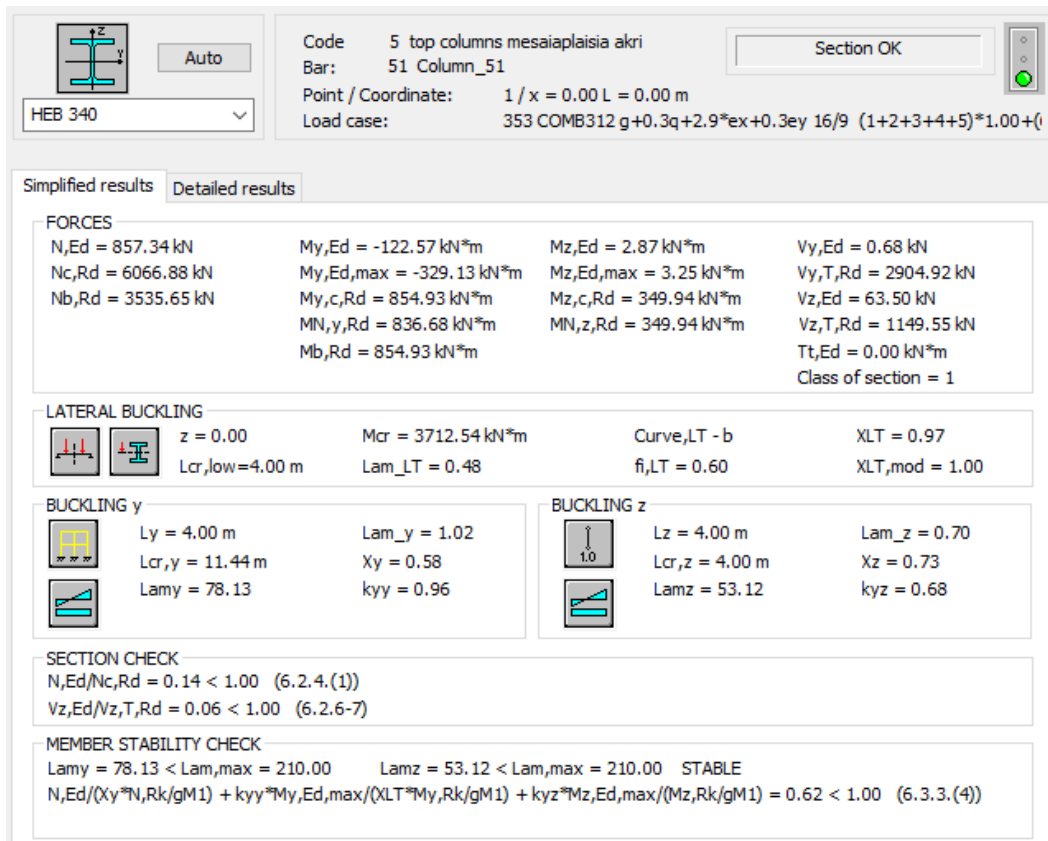 z
y
Auto
HEB 340
Code 5 top columns mesaiaplaisia akri
Bar: 51 Column_51
Point / Coordinate: 1 / x = 0.00 L = 0.00 m
Load case: 353 COMB312 g+0.3q+2.9*ex+0.3ey 16/9 (1+2+3+4+5)*1.00+(
Section OK
Simplified results Detailed results
FORCES
N,Ed = 857.34 kN My,Ed = -122.57 kN*m Mz,Ed = 2.87 kN*m Vy,Ed = 0.68 kN
Nc,Rd = 6066.88 kN My,Ed,max = -329.13 kN*m Mz,Ed,max = 3.25 kN*m Vy,T,Rd = 2904.92 kN
Nb,Rd = 3535.65 kN My,c,Rd = 854.93 kN*m Mz,c,Rd = 349.94 kN*m Vz,Ed = 63.50 kN
MN,y,Rd = 836.68 kN*m MN,z,Rd = 349.94 kN*m Vz,T,Rd = 1149.55 kN
Mb,Rd = 854.93 kN*m Tt,Ed = 0.00 kN*m
Class of section = 1
LATERAL BUCKLING
z = 0.00 Mcr = 3712.54 kN*m Curve,LT - b XLT = 0.97
Lcr,low=4.00 m Lam_LT = 0.48 fi,LT = 0.60 XLT,mod = 1.00
BUCKLING y
Ly = 4.00 m Lam_y = 1.02
Lcr,y = 11.44 m Xy = 0.58
Lamy = 78.13 kyy = 0.96
BUCKLING z
1.0
Lz = 4.00 m Lam_z = 0.70
Lcr,z = 4.00 m Xz = 0.73
Lamz = 53.12 kyz = 0.68
SECTION CHECK
N,Ed/Nc,Rd = 0.14 < 1.00 (6.2.4.(1))
Vz,Ed/Vz,T,Rd = 0.06 < 1.00 (6.2.6-7)
MEMBER STABILITY CHECK
Lamy = 78.13 < Lam,max = 210.00 Lamz = 53.12 < Lam,max = 210.00 STABLE
N,Ed/(Xy*N,Rk/gM1) + kyy*My,Ed,max/(XLT*My,Rk/gM1) + kyz*Mz,Ed,max/(Mz,Rk/gM1) = 0.62 < 1.00 (6.3.3.(4))